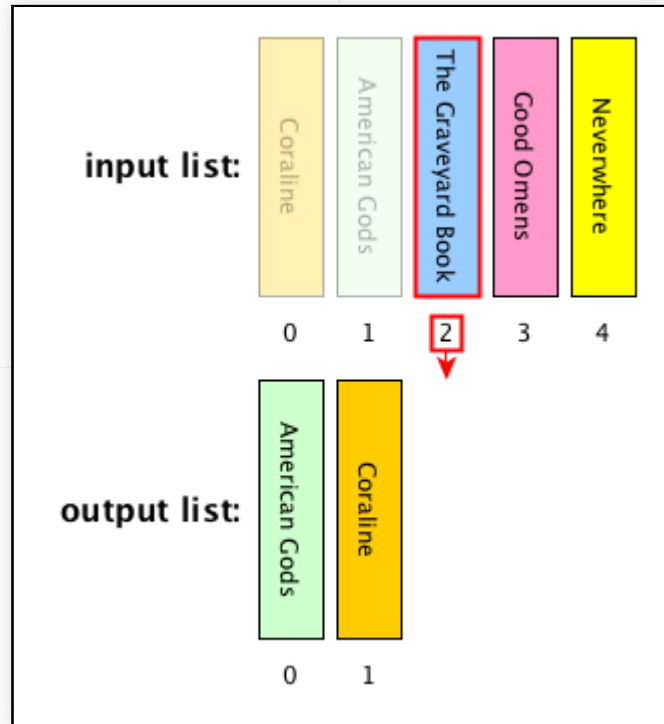 input list:
Coraline
American Gods
The Graveyard Book
Good Omens
Neverwhere
0 1 2 3 4
output list:
American Gods
Coraline
0 1